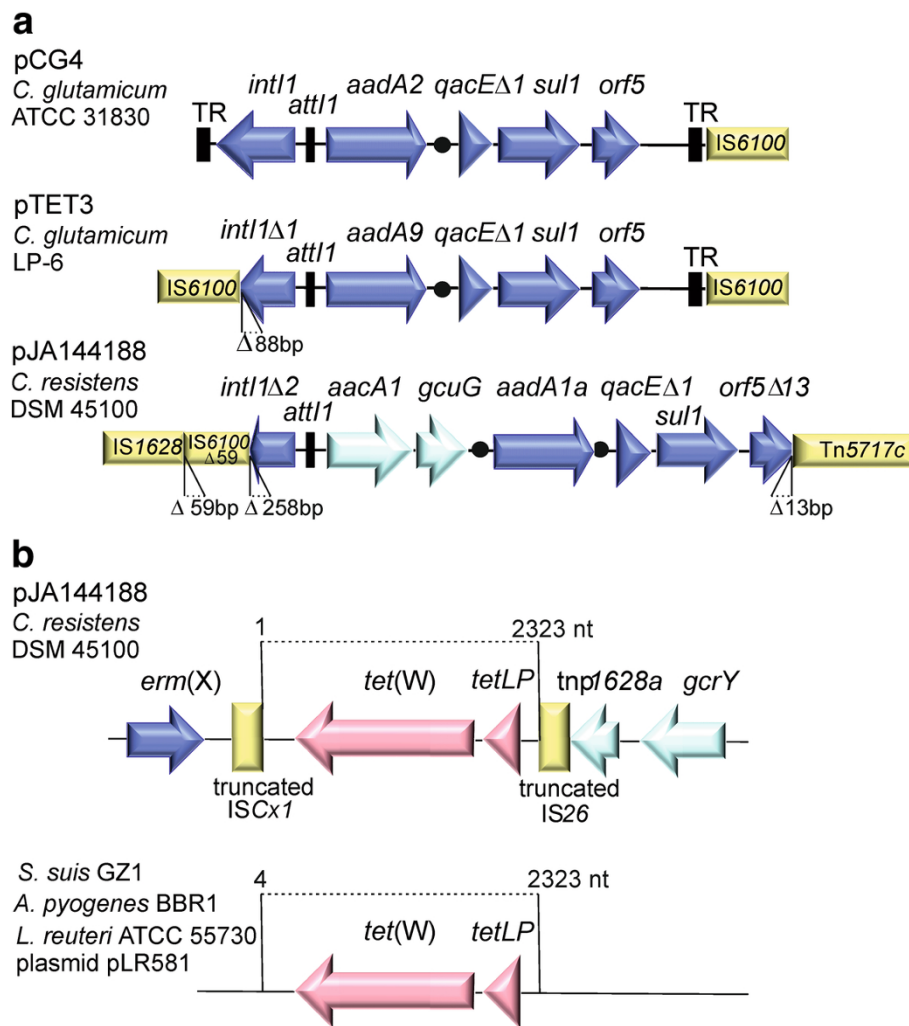 a
pCG4
C. glutamicum
ATCC 31830
TR intI1 attI1 aadA2 qacEΔ1 sul1 orf5 TR
IS6100
pTET3
C. glutamicum
LP-6
intI1Δ1 attI1 aadA9 qacEΔ1 sul1 orf5 TR
IS6100 IS6100
Δ88bp
pJA144188
C. resistens
DSM 45100
intI1Δ2 attI1 aacA1 gcuG aadA1a qacEΔ1 sul1 orf5Δ13
IS1628 IS6100 Δ59 Tn5717c
Δ 59bp Δ 258bp Δ13bp
b
pJA144188
C. resistens
DSM 45100
1 2323 nt
erm(X) tet(W) tetLP tnp1628a gcrY
truncated truncated
ISCx1 IS26
S. suis GZ1
A. pyogenes BBR1
L. reuteri ATCC 55730
plasmid pLR581
4 2323 nt
tet(W) tetLP